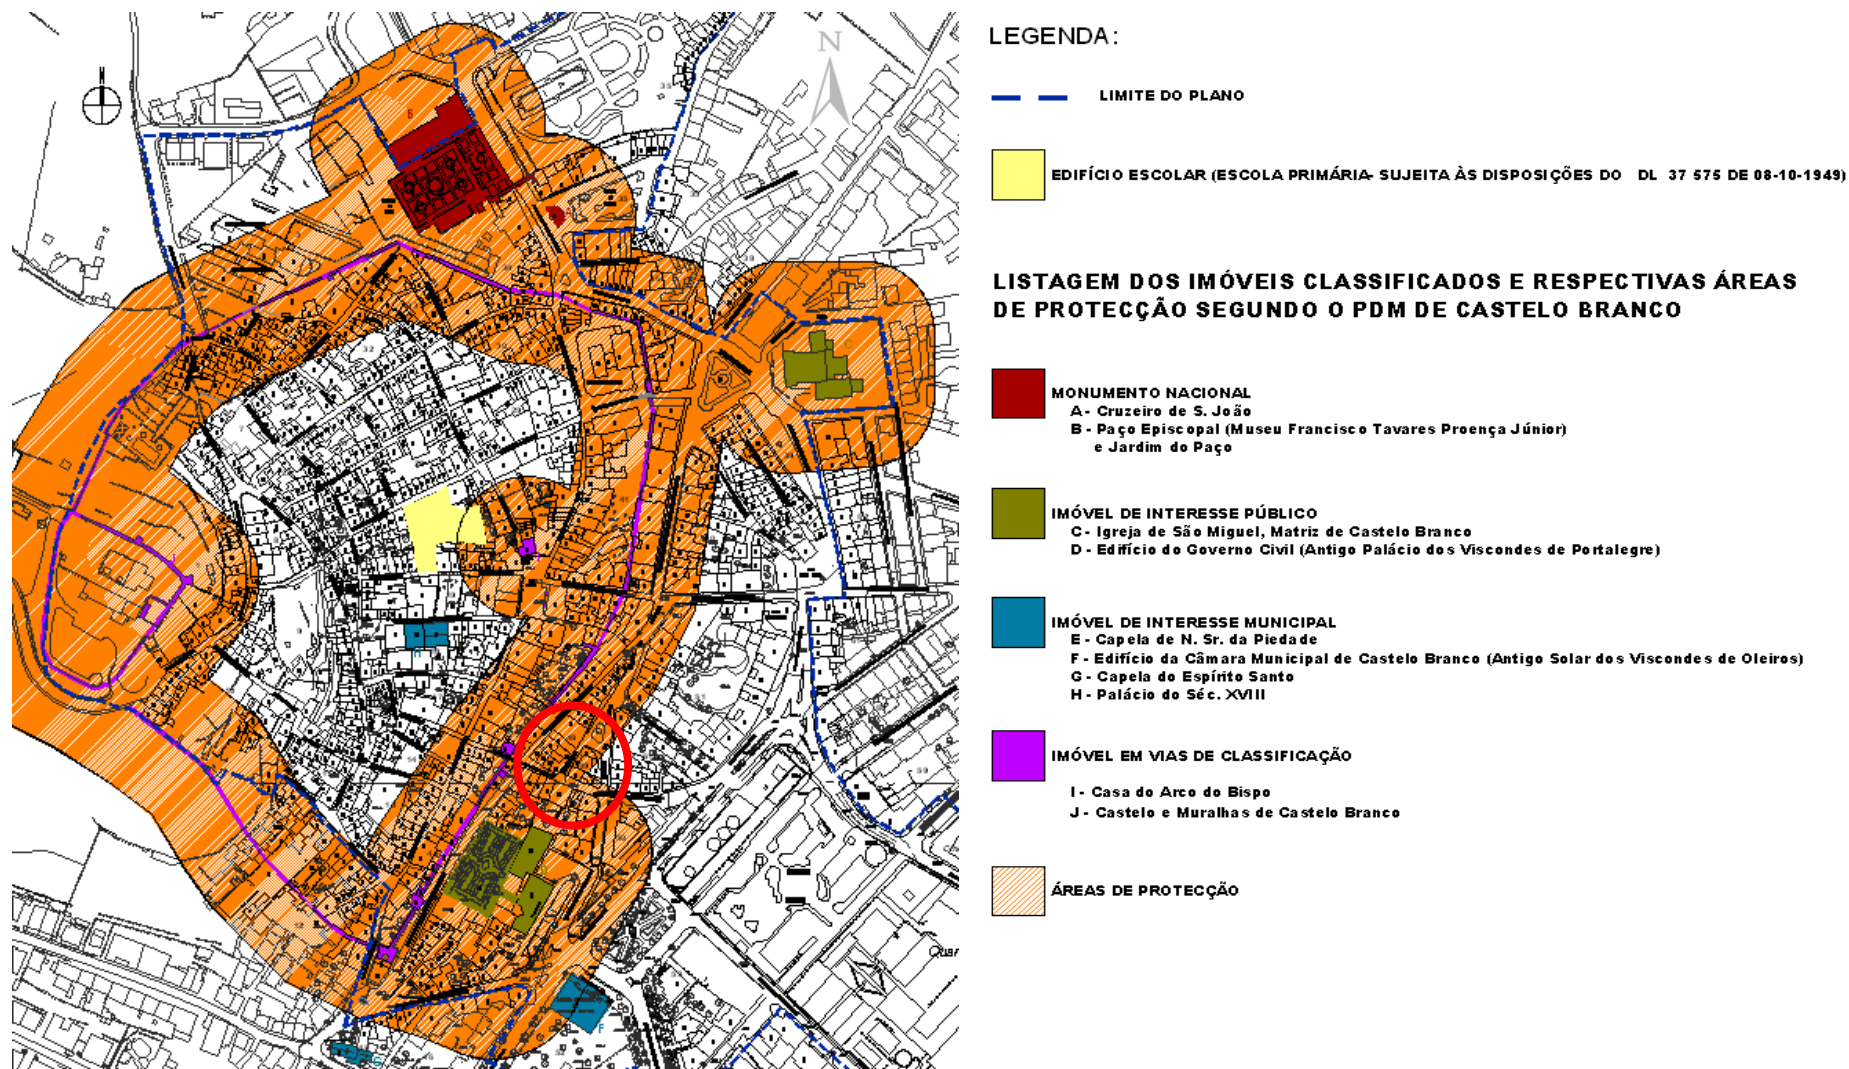 N
B
A
C
J
H
F
G
LEGENDA:
LIMITE DO PLANO
EDIFÍCIO ESCOLAR (ESCOLA PRIMÁRIA- SUJEITA ÀS DISPOSIÇÕES DO DL 37 575 DE 08-10-1949)
LISTAGEM DOS IMÓVEIS CLASSIFICADOS E RESPECTIVAS ÁREAS
DE PROTECÇÃO SEGUNDO O PDM DE CASTELO BRANCO
MONUMENTO NACIONAL
A - Cruzeiro de S. João
B - Paço Episcopal (Museu Francisco Tavares Proença Júnior)
e Jardim do Paço
IMÓVEL DE INTERESSE PÚBLICO
C - Igreja de São Miguel, Matriz de Castelo Branco
D - Edifício do Governo Civil (Antigo Palácio dos Viscondes de Portalegre)
IMÓVEL DE INTERESSE MUNICIPAL
E - Capela de N. Sr. da Piedade
F - Edifício da Câmara Municipal de Castelo Branco (Antigo Solar dos Viscondes de Oleiros)
G - Capela do Espírito Santo
H - Palácio do Séc. XVIII
IMÓVEL EM VIAS DE CLASSIFICAÇÃO
I - Casa do Arco do Bispo
J - Castelo e Muralhas de Castelo Branco
ÁREAS DE PROTECÇÃO